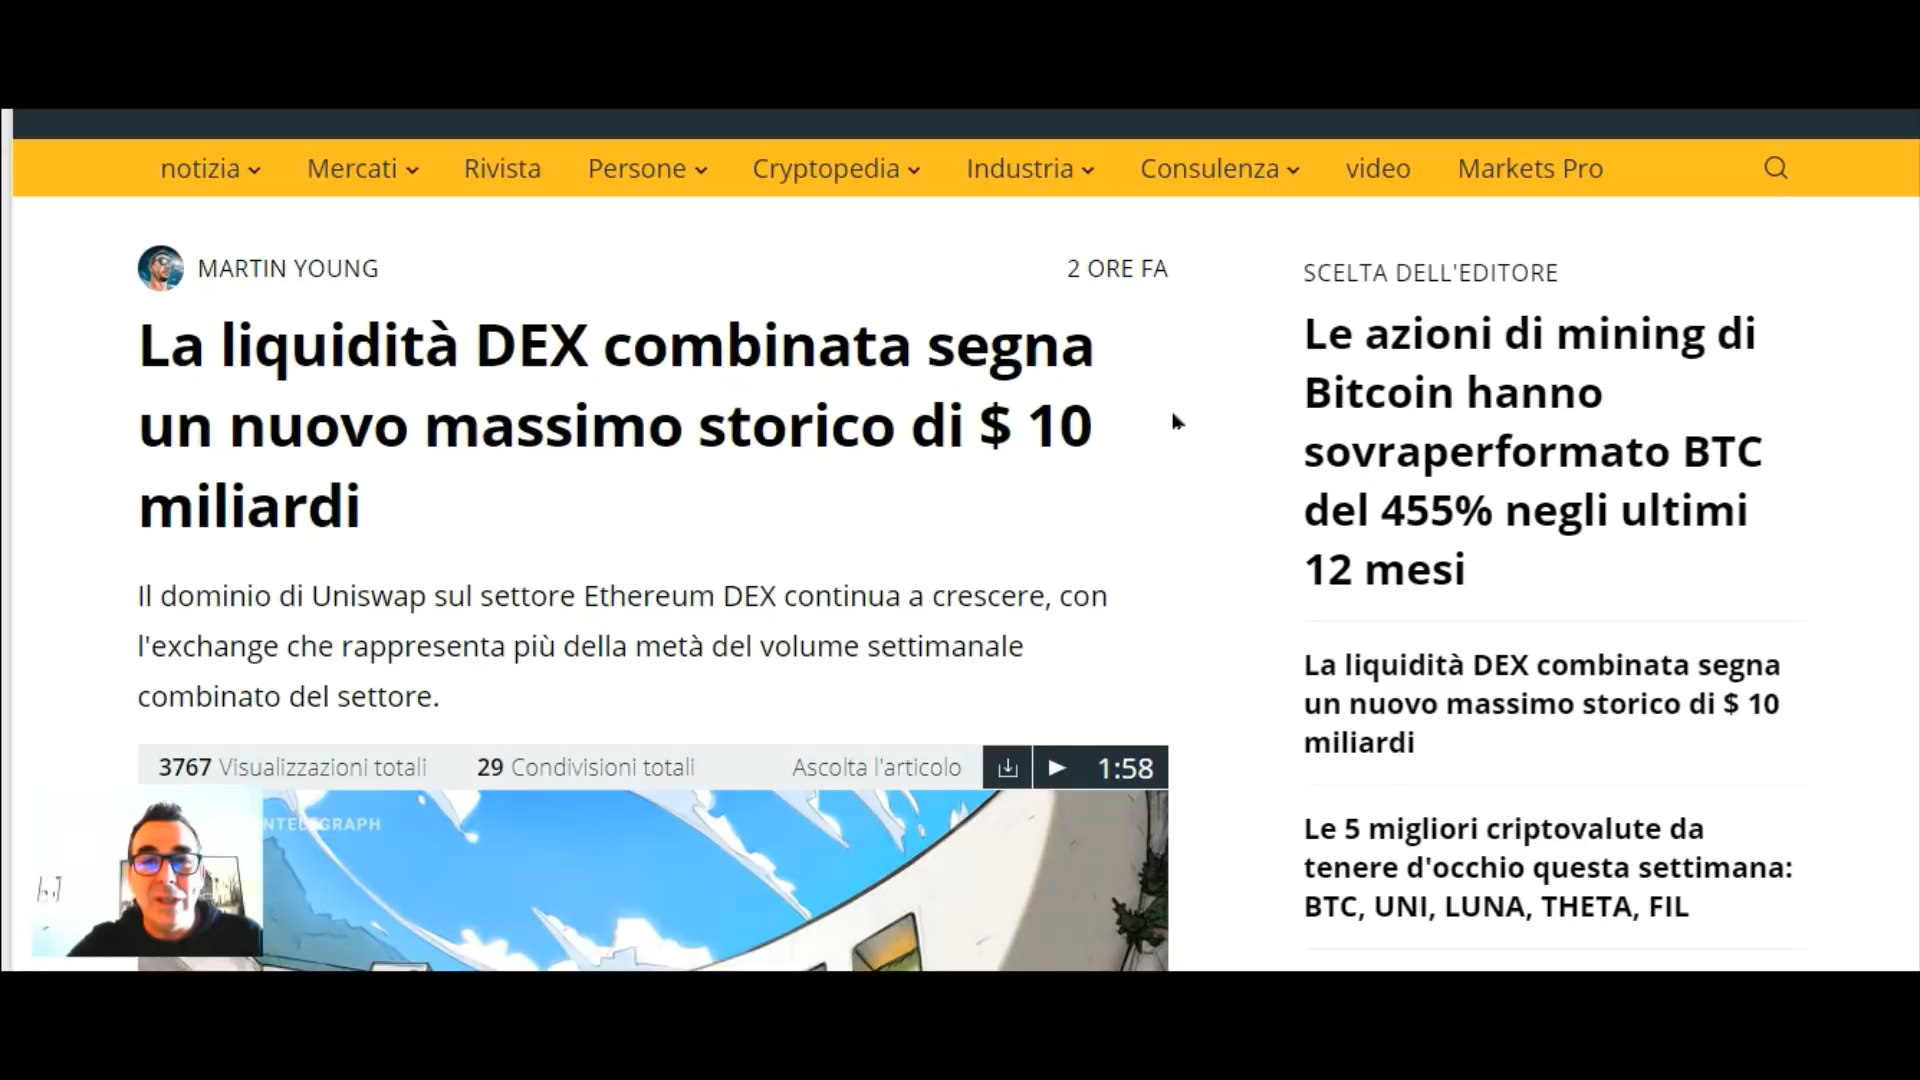 notizia Mercati Rivista Persone Cryptopedia Industria Consulenza video Markets Pro
MARTIN YOUNG
2 ORE FA
La liquidità DEX combinata segna
un nuovo massimo storico di $ 10
miliardi
Il dominio di Uniswap sul settore Ethereum DEX continua a crescere, con
l'exchange che rappresenta più della metà del volume settimanale
combinato del settore.
3767 Visualizzazioni totali 29 Condivisioni totali Ascolta l'articolo 1:58
SCELTA DELL'EDITORE
Le azioni di mining di
Bitcoin hanno
sovraperformato BTC
del 455% negli ultimi
12 mesi
La liquidità DEX combinata segna
un nuovo massimo storico di $ 10
miliardi
Le 5 migliori criptovalute da
tenere d'occhio questa settimana:
BTC, UNI, LUNA, THETA, FIL